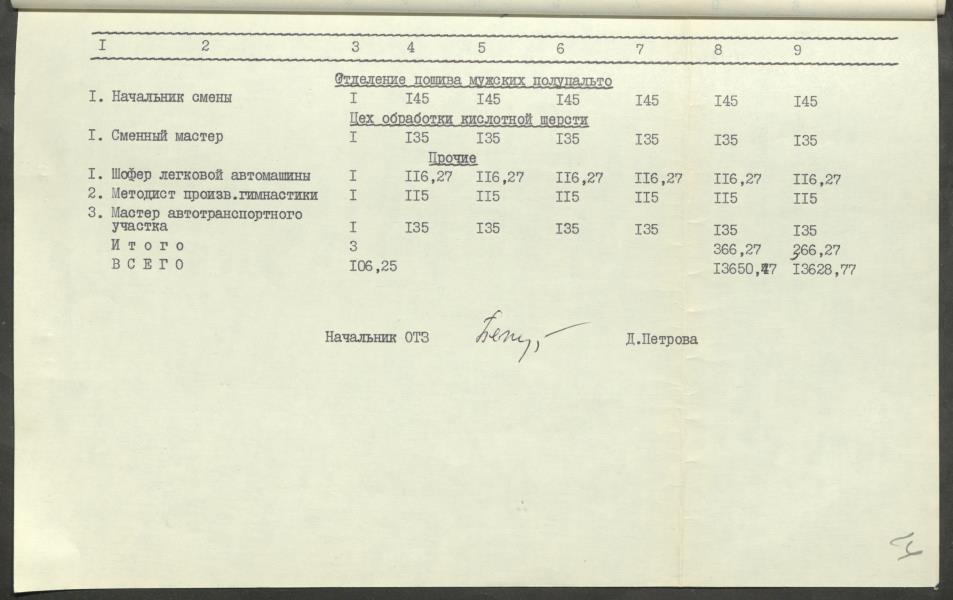 I 2 3 4 5 6 7 8 9
Отделение пошива мужских полупальто
I. Начальник смены I I45 I45 I45 I45 I45 I45
Цех обработки кислотной шерсти
I. Сменный мастер I I35 I35 I35 I35 I35 I35
Прочие
I. Шофер легковой автомашины I II6,27 II6,27 II6,27 II6,27 II6,27 II6,27
2. Методист произв.гимнастики I II5 II5 II5 II5 II5 II5
3. Мастер автотранспортного
участка I I35 I35 I35 I35 I35 I35
И т о г о 3 366,27 366,27
В С Е Г О I06,25 I3650,77 I3628,77
Начальник ОТЗ Д.Петрова